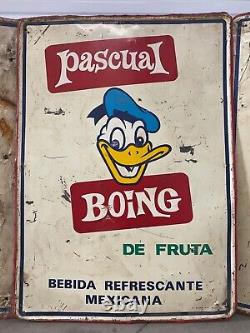 Pascual
BOING
DE FRUTA
BEBIDA REFRESCANTE
MEXICANA